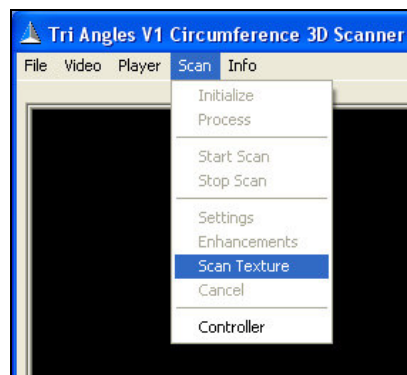 Tri Angles V1 Circumference 3D Scanner
File Video Player Scan Info
Initialize
Process
Start Scan
Stop Scan
Settings
Enhancements
Scan Texture
Cancel
Controller